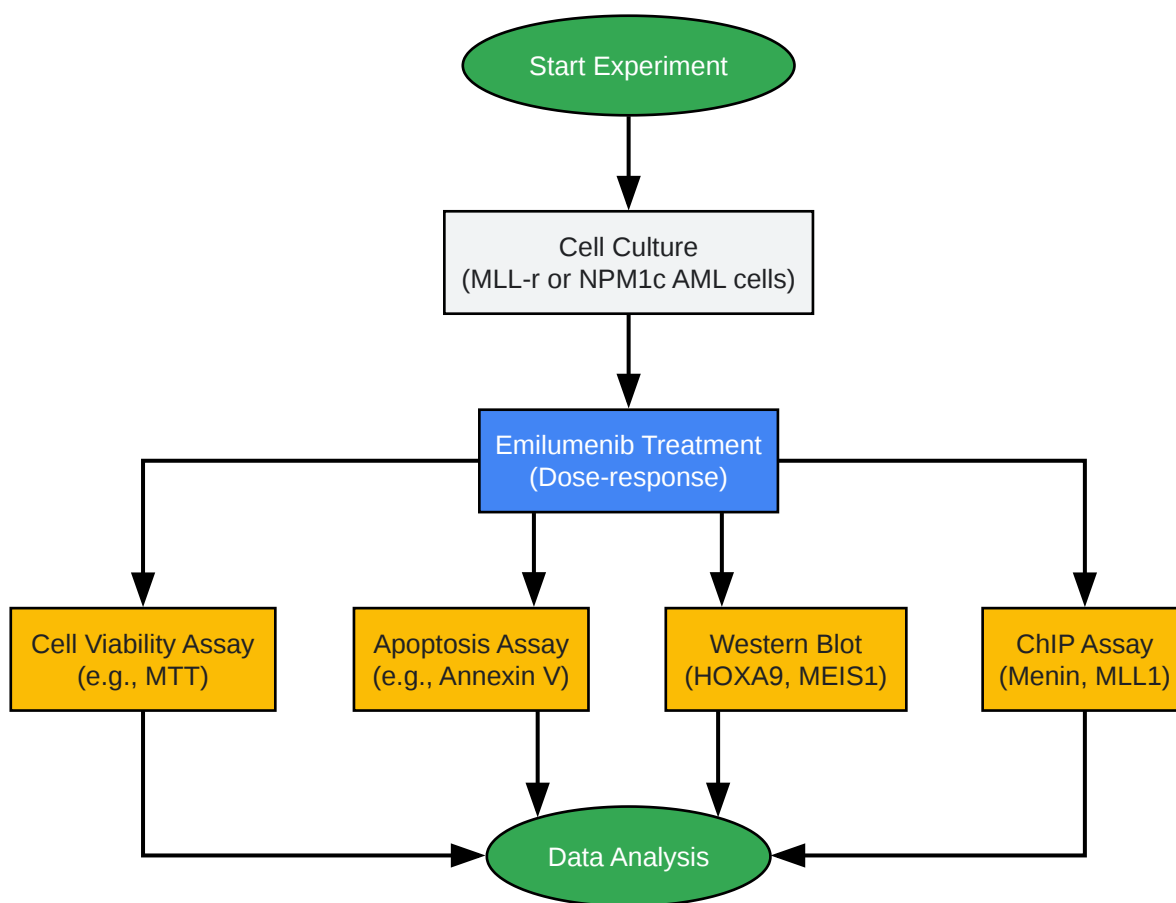 Start Experiment
Cell Culture
(MLL-r or NPM1c AML cells)
Emilumenib Treatment
(Dose-response)
Cell Viability Assay
(e.g., MTT)
Apoptosis Assay
(e.g., Annexin V)
Western Blot
(HOXA9, MEIS1)
ChIP Assay
(Menin, MLL1)
Data Analysis